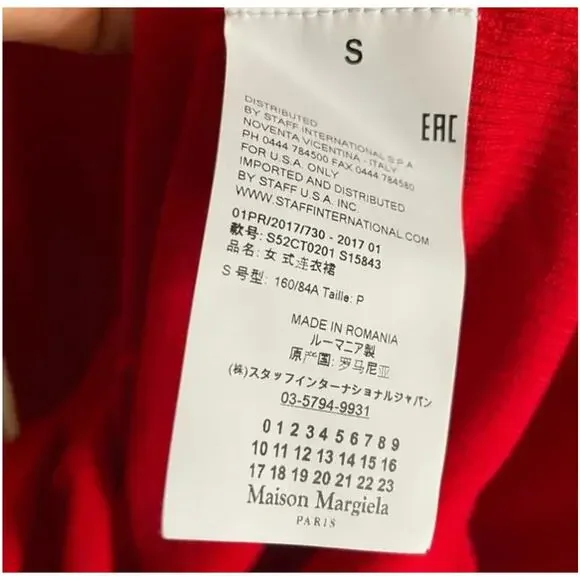 S
EAC
DISTRIBUTED
BY STAFF INTERNATIONAL S.P.A
NOVENTA VICENTINA - ITALY
PH 0444 784500 FAX 0444 784580
FOR U.S.A. ONLY
IMPORTED AND DISTRIBUTED
BY STAFF U.S.A. INC.
WWW.STAFFINTERNATIONAL.COM
01PR/2017/730 - 2017 01
款号: S52CT0201 S15843
品名: 女 式连衣裙
S 号型: 160/84A Taille: P
MADE IN ROMANIA
ルーマニア製
原产国: 罗马尼亚
(株)スタッフインターナショナルジャパン
03-5794-9931
0 1 2 3 4 5 6 7 8 9
10 11 12 13 14 15 16
17 18 19 20 21 22 23
Maison Margiela
PARIS